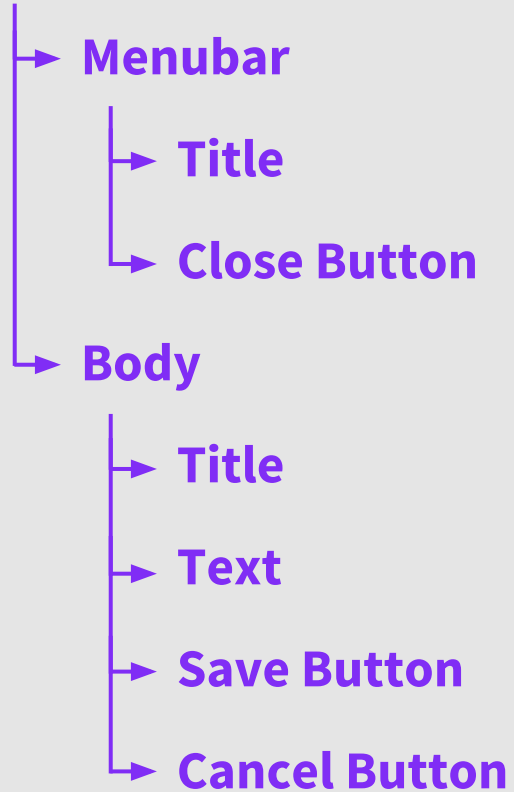 Menubar
Title
Close Button
Body
Title
Text
Save Button
Cancel Button